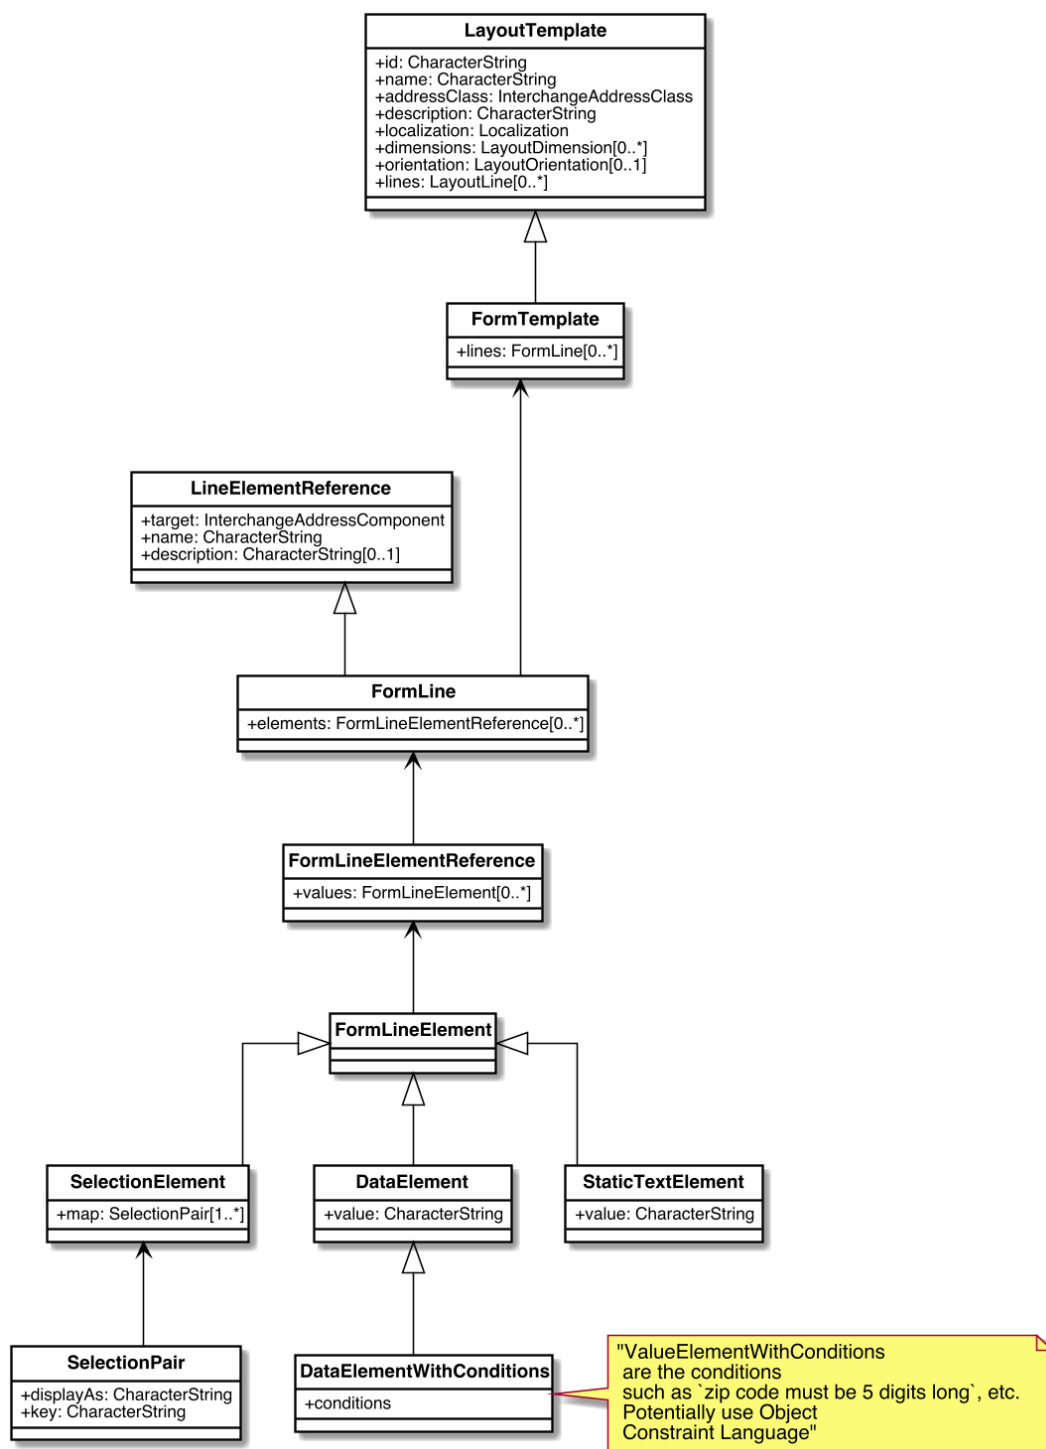 LayoutTemplate
+id: CharacterString
+name: CharacterString
+addressClass: InterchangeAddressClass
+description: CharacterString
+localization: Localization
+dimensions: LayoutDimension[0..*]
+orientation: LayoutOrientation[0..1]
+lines: LayoutLine[0..*]
FormTemplate
+lines: FormLine[0..*]
LineElementReference
+target: InterchangeAddressComponent
+name: CharacterString
+description: CharacterString[0..1]
FormLine
+elements: FormLineElementReference[0..*]
FormLineElementReference
+values: FormLineElement[0..*]
FormLineElement
SelectionElement
+map: SelectionPair[1..*]
DataElement
+value: CharacterString
StaticTextElement
+value: CharacterString
SelectionPair
+displayAs: CharacterString
+key: CharacterString
DataElementWithConditions
+conditions
"ValueElementWithConditions
are the conditions
such as `zip code must be 5 digits long`, etc.
Potentially use Object
Constraint Language"